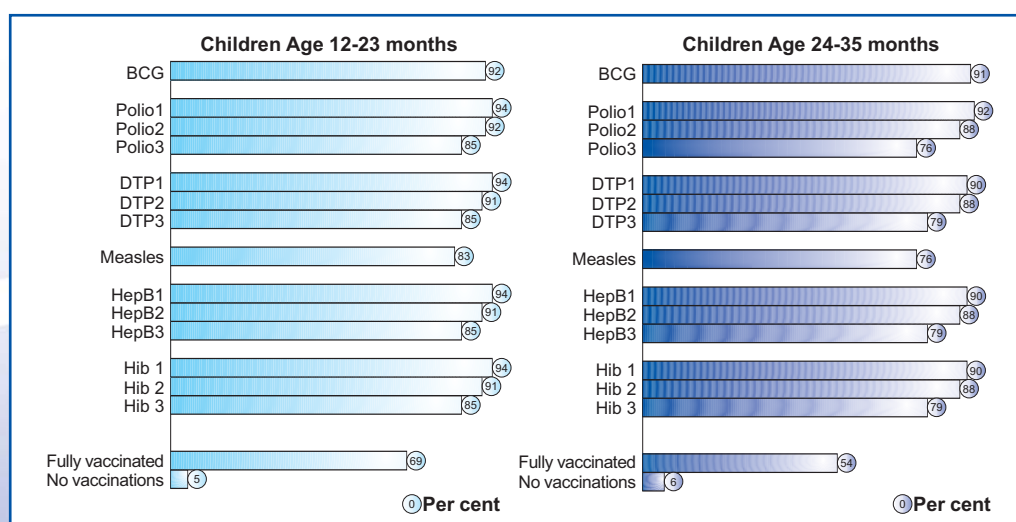 Children Age 12-23 months
BCG 92
Polio1 94
Polio2 92
Polio3 85
DTP1 94
DTP2 91
DTP3 85
Measles 83
HepB1 94
HepB2 91
HepB3 85
Hib 1 94
Hib 2 91
Hib 3 85
Fully vaccinated 69
No vaccinations 5
0 Per cent
Children Age 24-35 months
BCG 91
Polio1 92
Polio2 88
Polio3 76
DTP1 90
DTP2 88
DTP3 79
Measles 76
HepB1 90
HepB2 88
HepB3 79
Hib 1 90
Hib 2 88
Hib 3 79
Fully vaccinated 54
No vaccinations 6
0 Per cent